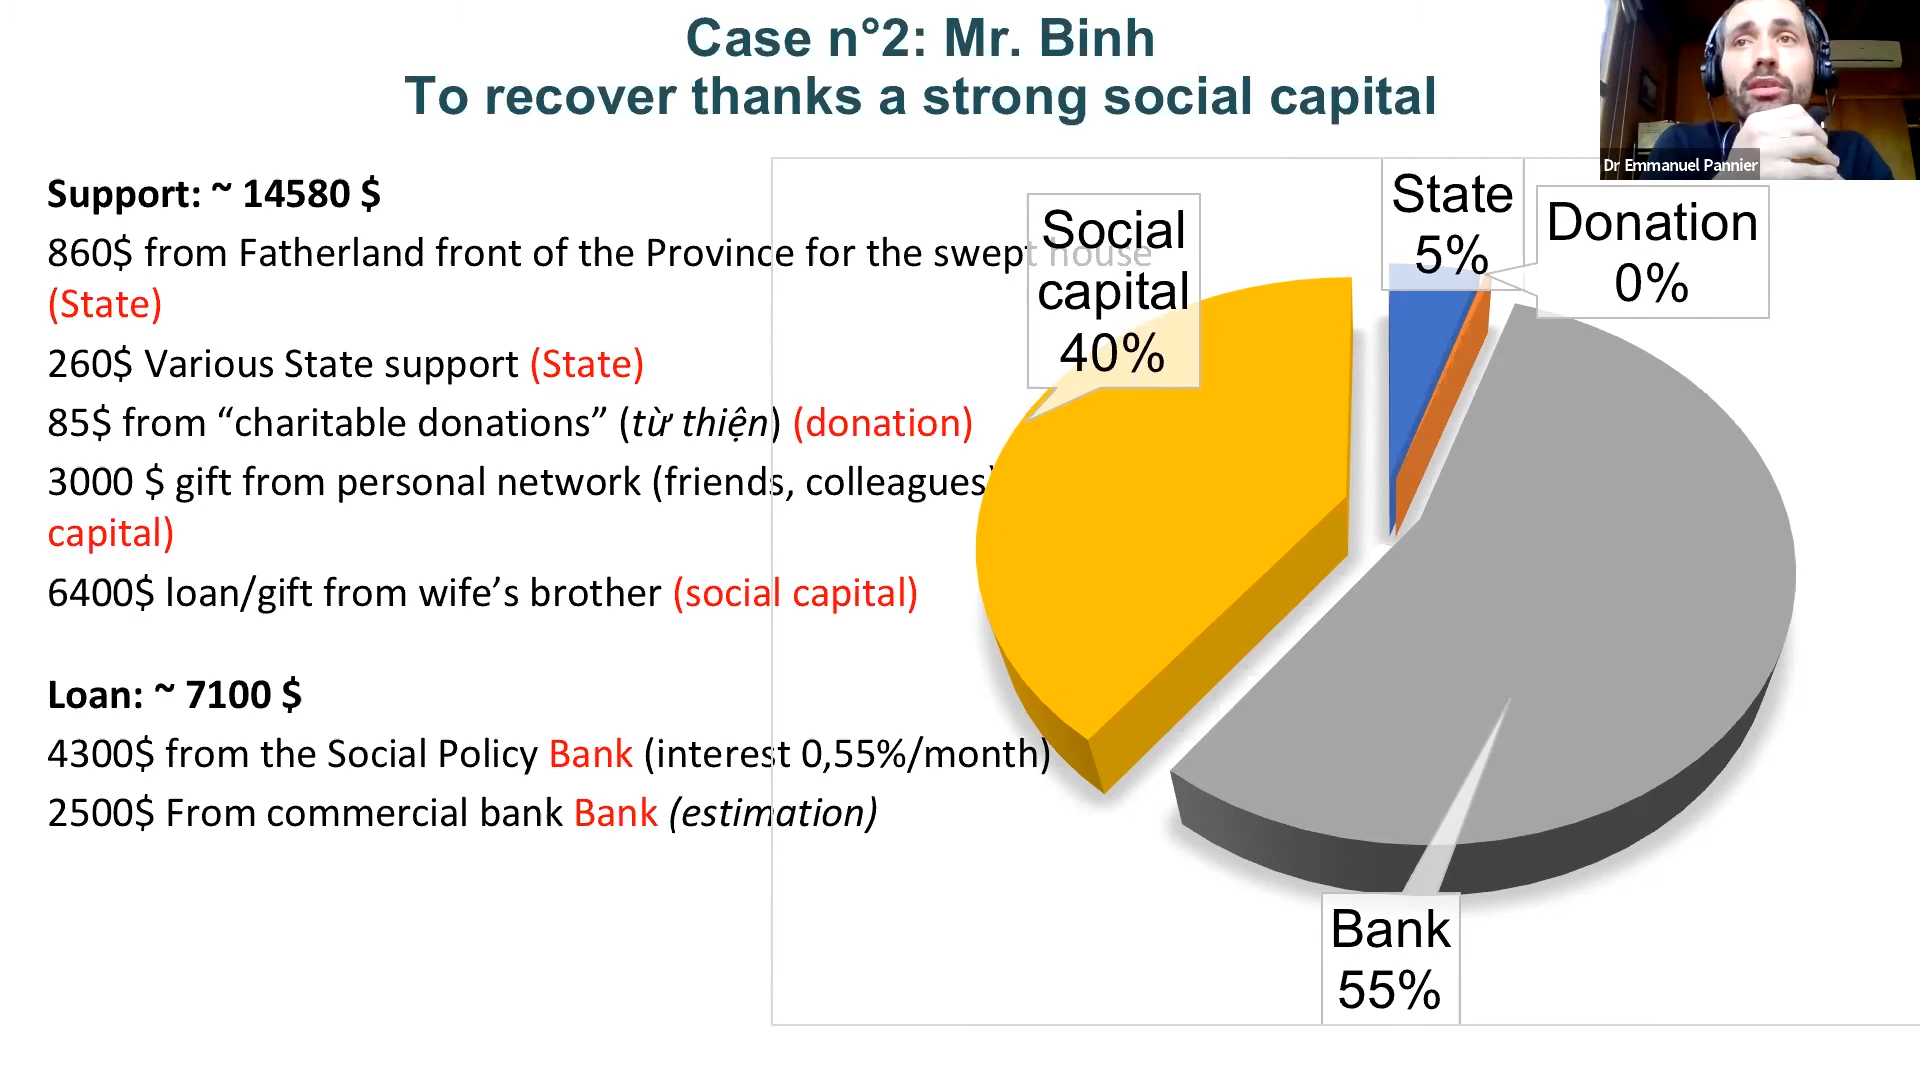 Case n°2: Mr. Binh
To recover thanks a strong social capital
Dr Emmanuel Pannier
Support: ~ 14580 $
860$ from Fatherland front of the Province for the swept house
(State)
260$ Various State support (State)
85$ from “charitable donations” (từ thiện) (donation)
3000 $ gift from personal network (friends, colleagues)
capital)
6400$ loan/gift from wife’s brother (social capital)
Loan: ~ 7100 $
4300$ from the Social Policy Bank (interest 0,55%/month)
2500$ From commercial bank Bank (estimation)
Social
capital
40%
State
5%
Donation
0%
Bank
55%